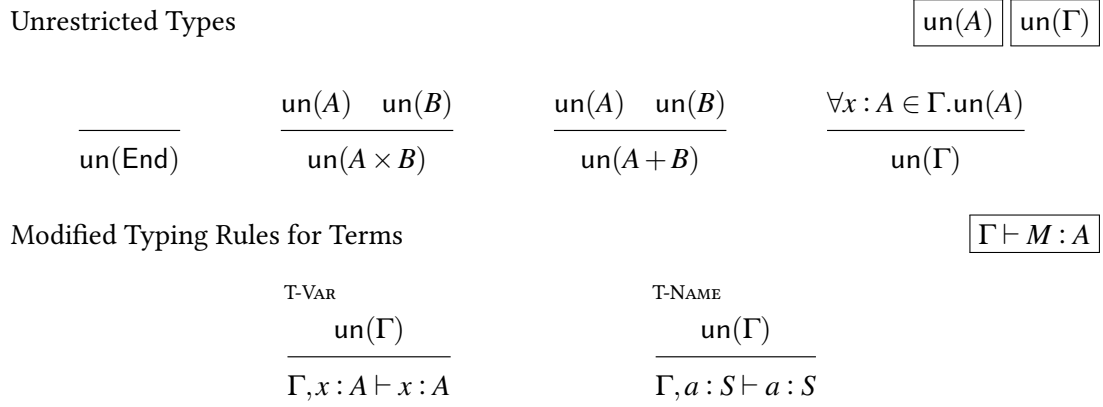 Unrestricted Types un(A) un(Γ)
un(A) un(B) un(A) un(B) ∀x : A ∈ Γ.un(A)
un(End) un(A × B) un(A + B) un(Γ)
Modified Typing Rules for Terms Γ ⊢ M : A
T-Var T-Name
un(Γ) un(Γ)
Γ, x : A ⊢ x : A Γ, a : S ⊢ a : S